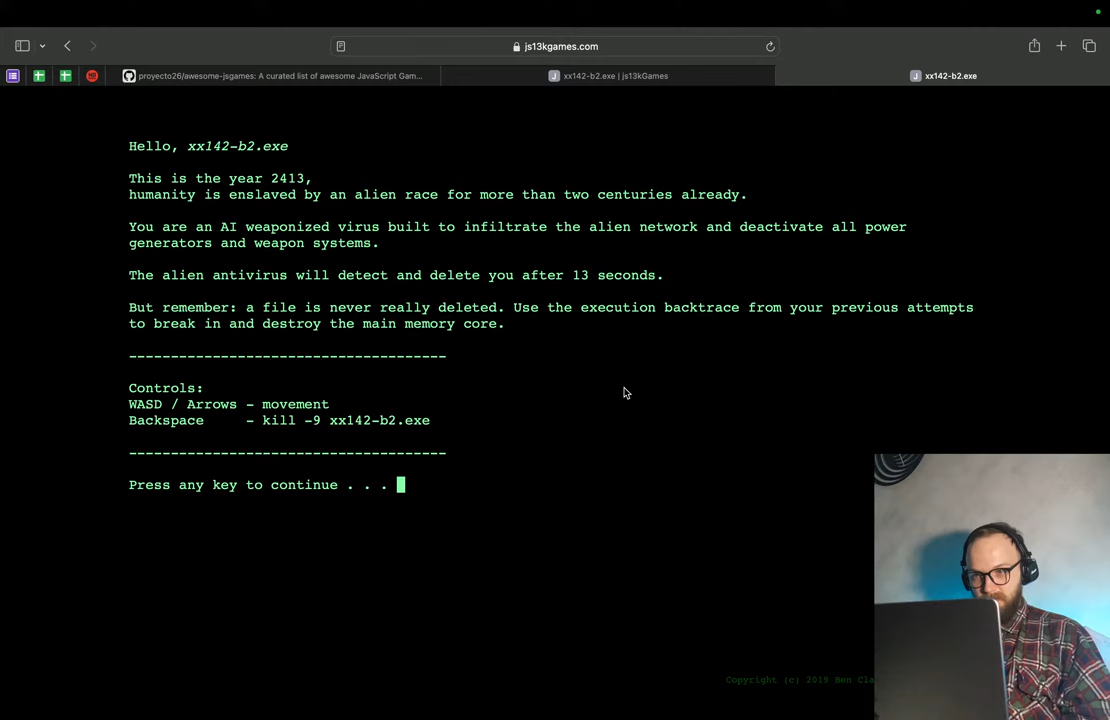 js13kgames.com
proyecto26/awesome-jsgames: A curated list of awesome JavaScript Gam...
J xx142-b2.exe | js13kGames
J xx142-b2.exe
Hello, xx142-b2.exe
This is the year 2413,
humanity is enslaved by an alien race for more than two centuries already.
You are an AI weaponized virus built to infiltrate the alien network and deactivate all power
generators and weapon systems.
The alien antivirus will detect and delete you after 13 seconds.
But remember: a file is never really deleted. Use the execution backtrace from your previous attempts
to break in and destroy the main memory core.
--------------------------------------
Controls:
WASD / Arrows - movement
Backspace     - kill -9 xx142-b2.exe
--------------------------------------
Press any key to continue . . .
Copyright (c) 2019 Ben